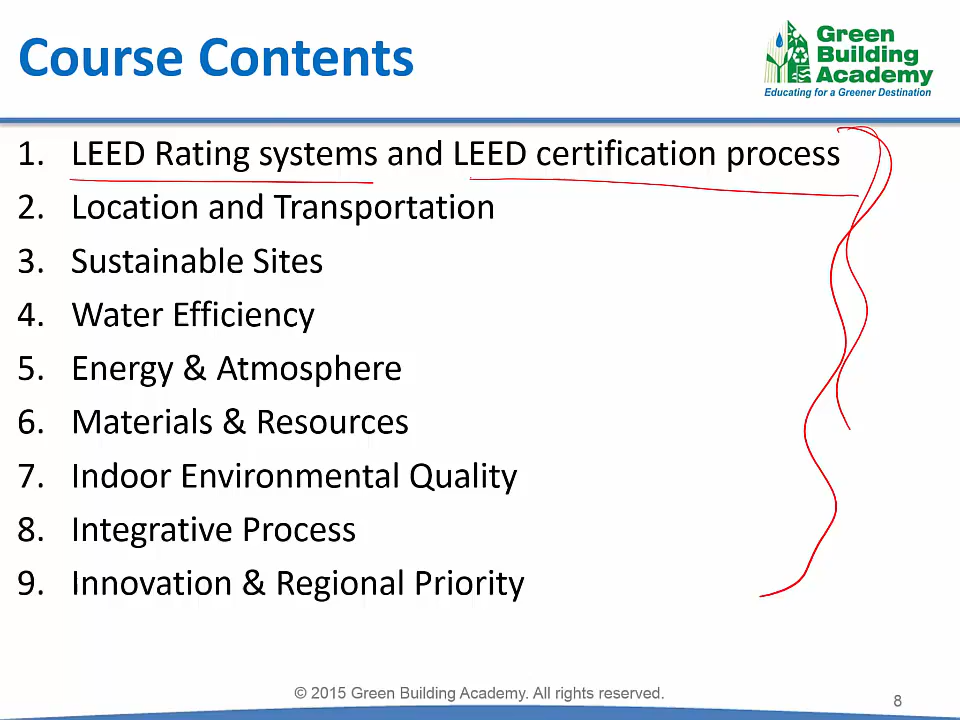 Course Contents
Green
Building
Academy
Educating for a Greener Destination
1. LEED Rating systems and LEED certification process
2. Location and Transportation
3. Sustainable Sites
4. Water Efficiency
5. Energy & Atmosphere
6. Materials & Resources
7. Indoor Environmental Quality
8. Integrative Process
9. Innovation & Regional Priority
© 2015 Green Building Academy. All rights reserved.
8